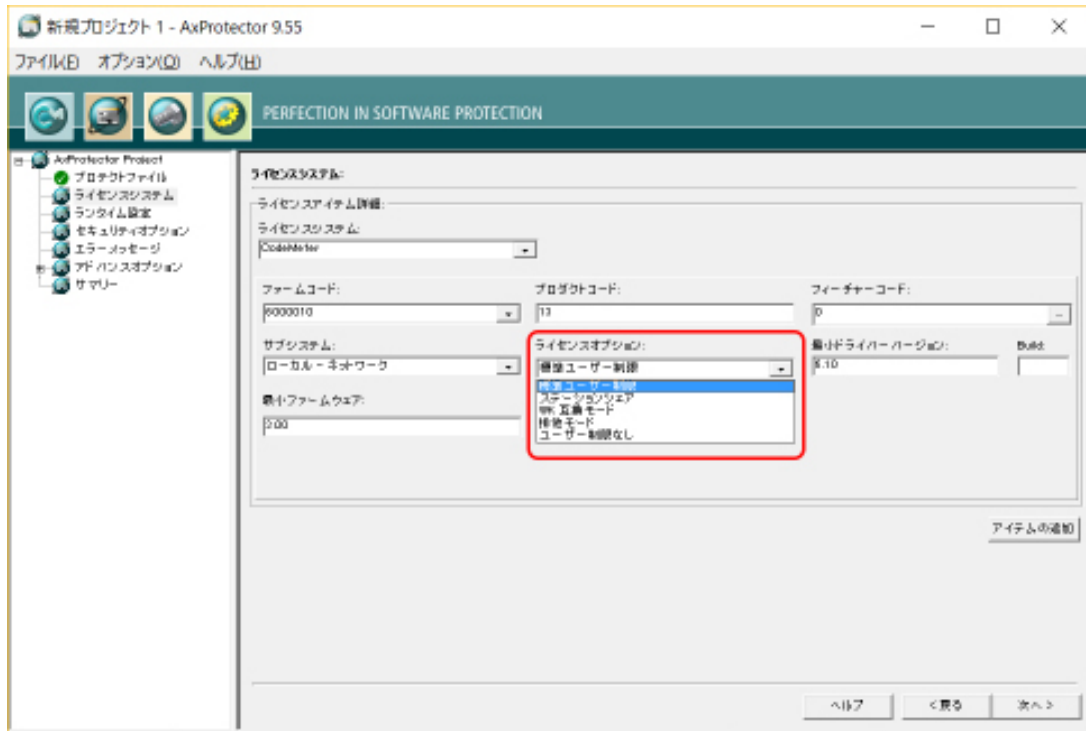 新規プロジェクト 1 - AxProtector 9.55
ファイル(F) オプション(O) ヘルプ(H)
PERFECTION IN SOFTWARE PROTECTION
AxProtector Project
プロテクトファイル
ライセンスシステム
ランタイム設定
セキュリティオプション
エラーメッセージ
アドバンスオプション
サマリー
ライセンスシステム:
ライセンスアイテム詳細:
ライセンスシステム:
CodeMeter
ファームコード: プロダクトコード: フィーチャーコード:
6000010 13 0 ...
サブシステム: ライセンスオプション: 最小ドライバーバージョン: Build:
ローカル - ネットワーク 標準ユーザー制限 6.10
標準ユーザー制限
ステーションシェア
WK 互換モード
排他モード
ユーザー制限なし
最小ファームウェア:
2.00
アイテムの追加
ヘルプ < 戻る 次へ >